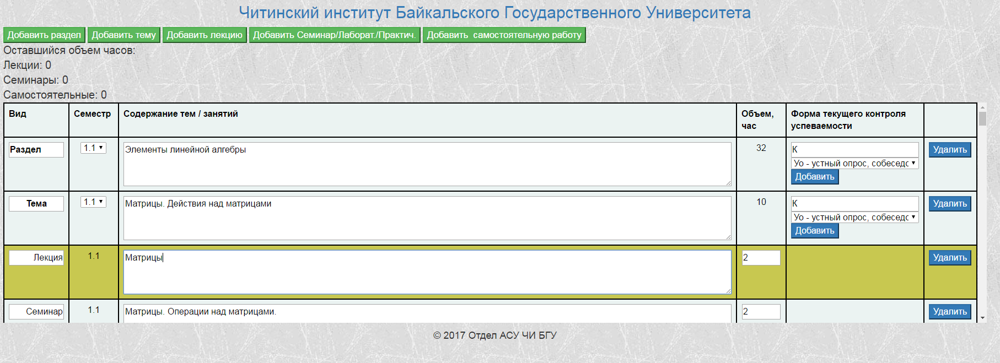 Читинский институт Байкальского Государственного Университета
Добавить раздел Добавить тему Добавить лекцию Добавить Семинар/Лаборат./Практич. Добавить самостоятельную работу
Оставшийся объем часов:
Лекции: 0
Семинары: 0
Самостоятельные: 0
Вид Семестр Содержание тем / занятий Объем, час Форма текущего контроля успеваемости
Раздел 1.1 Элементы линейной алгебры 32 К Удалить
Уо - устный опрос, собеседс
Добавить
Тема 1.1 Матрицы. Действия над матрицами 10 К Удалить
Уо - устный опрос, собеседс
Добавить
Лекция 1.1 Матрицы 2 Удалить
Семинар 1.1 Матрицы. Операции над матрицами. 2 Удалить
© 2017 Отдел АСУ ЧИ БГУ